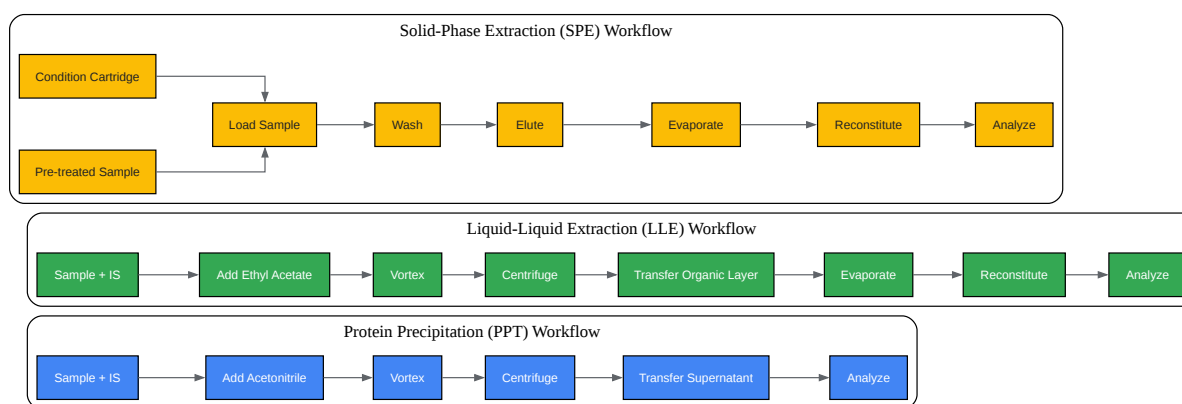 Solid-Phase Extraction (SPE) Workflow
Condition Cartridge
Pre-treated Sample
Load Sample
Wash
Elute
Evaporate
Reconstitute
Analyze
Liquid-Liquid Extraction (LLE) Workflow
Sample + IS
Add Ethyl Acetate
Vortex
Centrifuge
Transfer Organic Layer
Evaporate
Reconstitute
Analyze
Protein Precipitation (PPT) Workflow
Sample + IS
Add Acetonitrile
Vortex
Centrifuge
Transfer Supernatant
Analyze